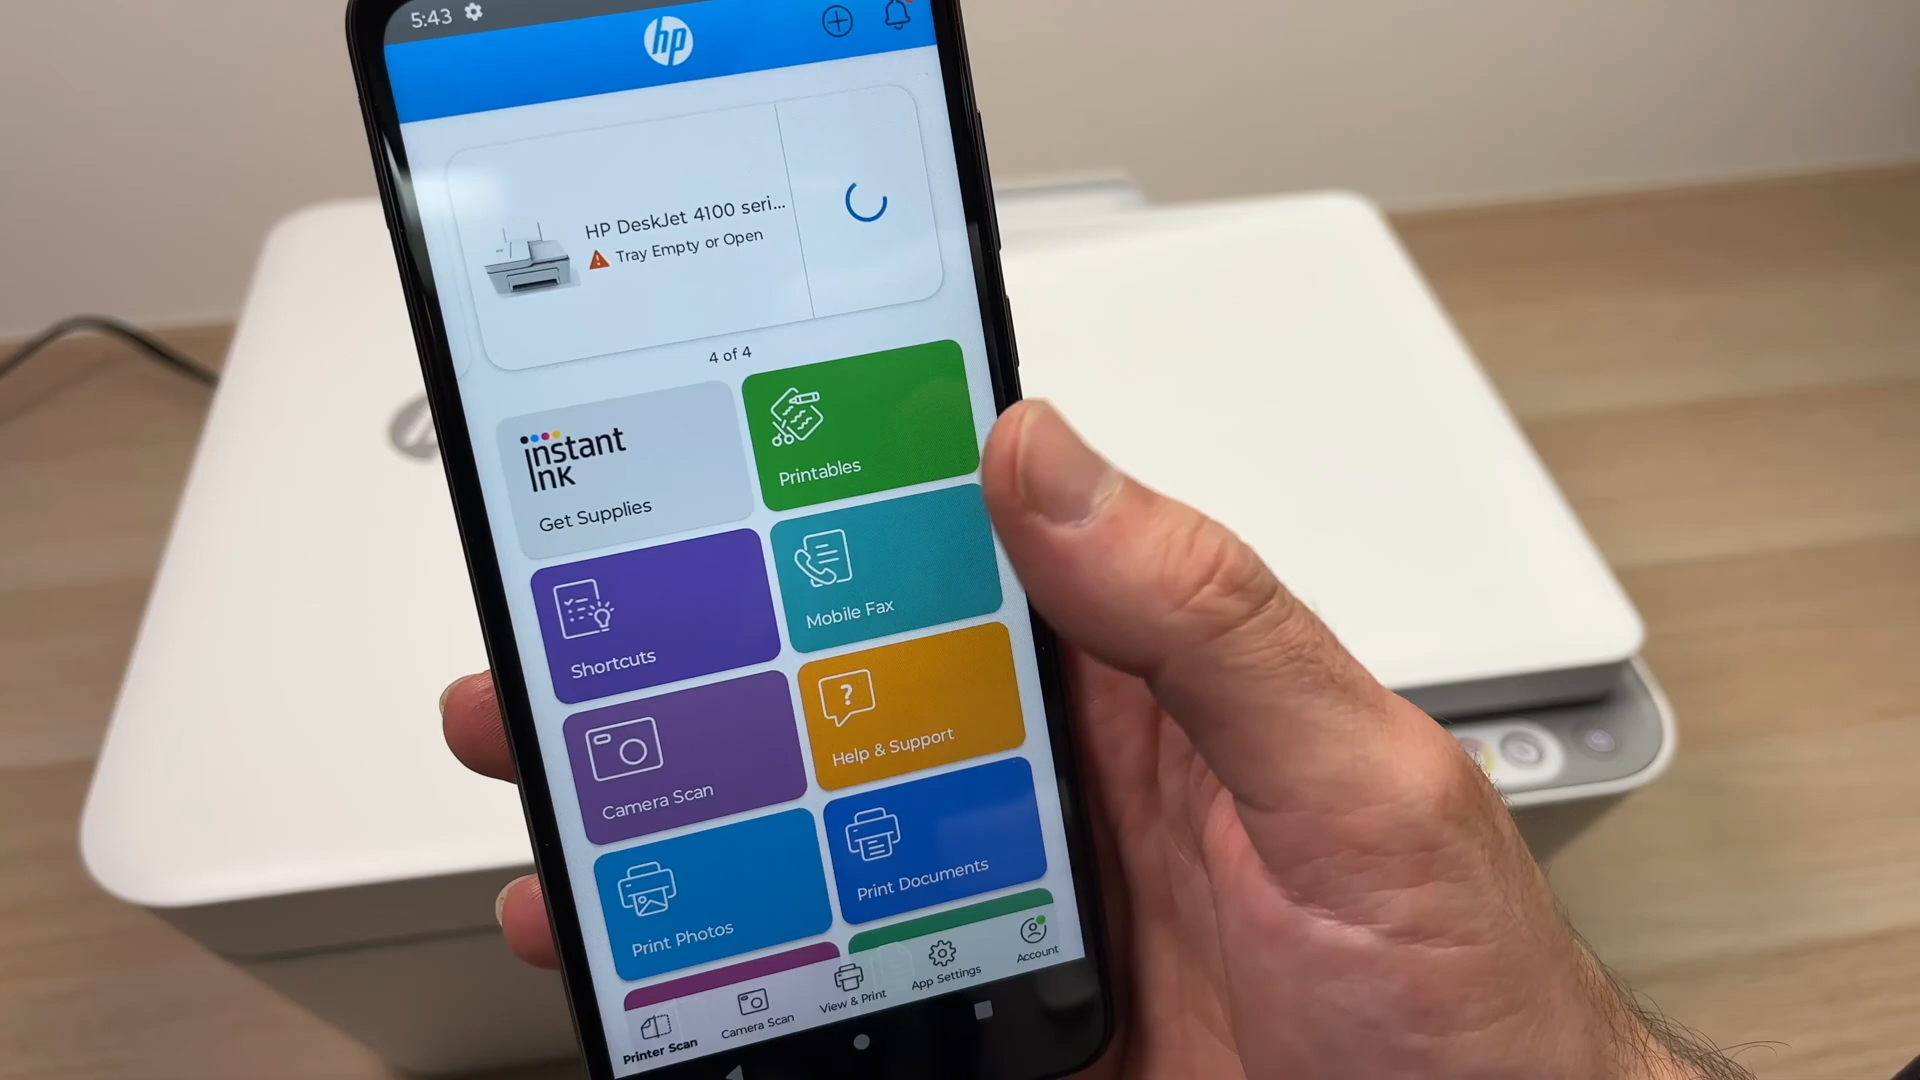 5:43
hp
HP DeskJet 4100 seri...
Tray Empty or Open
4 of 4
instant
ink
Get Supplies
Printables
Shortcuts
Mobile Fax
Camera Scan
?
Help & Support
Print Photos
Print Documents
Printer Scan
Camera Scan
View & Print
App Settings
Account